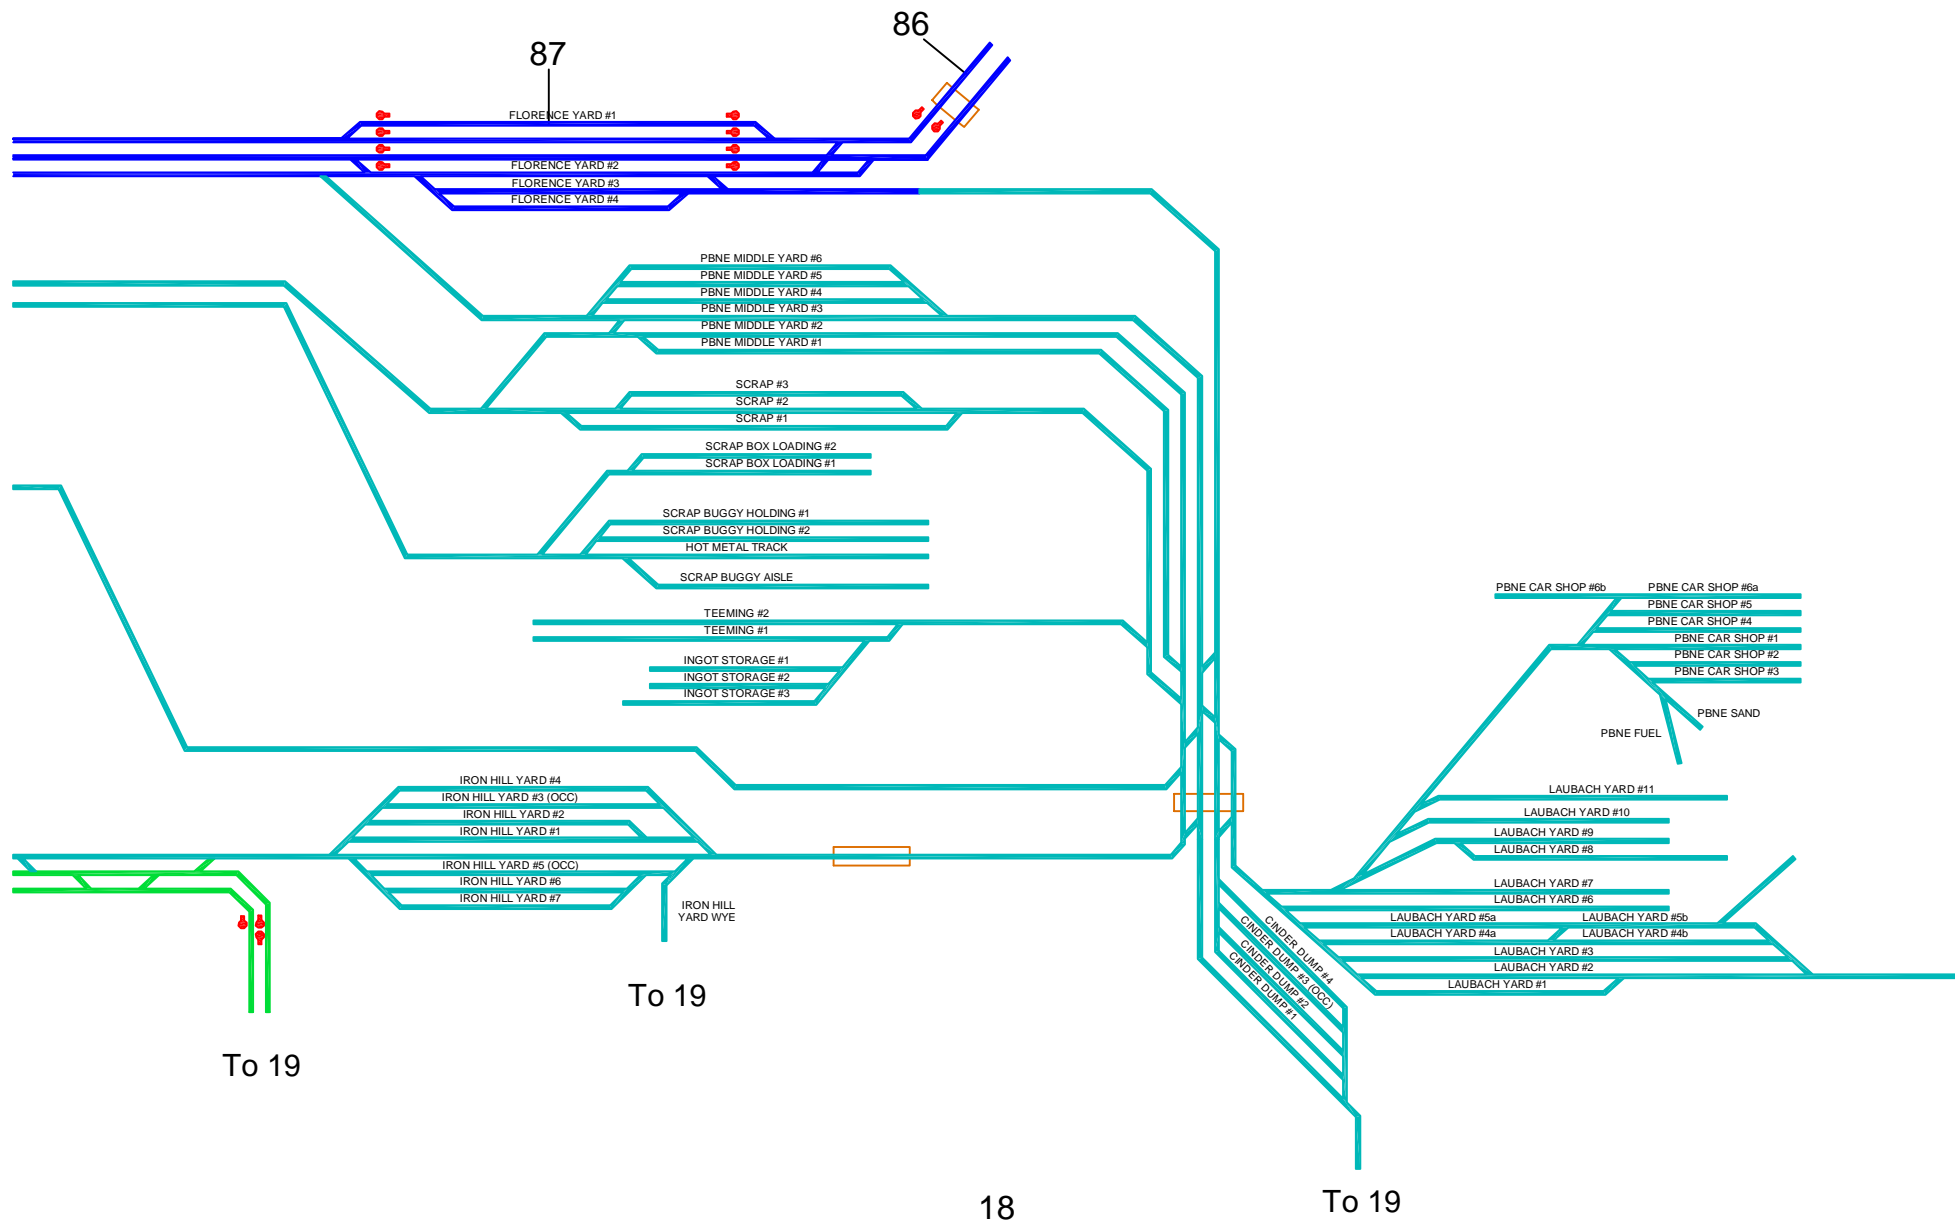 86
87
FLORENCE YARD #1
FLORENCE YARD #2
FLORENCE YARD #3
FLORENCE YARD #4
PBNE MIDDLE YARD #6
PBNE MIDDLE YARD #5
PBNE MIDDLE YARD #4
PBNE MIDDLE YARD #3
PBNE MIDDLE YARD #2
PBNE MIDDLE YARD #1
SCRAP #3
SCRAP #2
SCRAP #1
SCRAP BOX LOADING #2
SCRAP BOX LOADING #1
SCRAP BUGGY HOLDING #1
SCRAP BUGGY HOLDING #2
HOT METAL TRACK
SCRAP BUGGY AISLE
TEEMING #2
TEEMING #1
INGOT STORAGE #1
INGOT STORAGE #2
INGOT STORAGE #3
PBNE CAR SHOP #6b
PBNE CAR SHOP #6a
PBNE CAR SHOP #5
PBNE CAR SHOP #4
PBNE CAR SHOP #1
PBNE CAR SHOP #2
PBNE CAR SHOP #3
PBNE SAND
PBNE FUEL
IRON HILL YARD #4
IRON HILL YARD #3 (OCC)
IRON HILL YARD #2
IRON HILL YARD #1
IRON HILL YARD #5 (OCC)
IRON HILL YARD #6
IRON HILL YARD #7
IRON HILL
YARD WYE
LAUBACH YARD #11
LAUBACH YARD #10
LAUBACH YARD #9
LAUBACH YARD #8
LAUBACH YARD #7
LAUBACH YARD #6
LAUBACH YARD #5a
LAUBACH YARD #5b
LAUBACH YARD #4a
LAUBACH YARD #4b
LAUBACH YARD #3
LAUBACH YARD #2
LAUBACH YARD #1
CINDER DUMP #4
CINDER DUMP #3 (OCC)
CINDER DUMP #2
CINDER DUMP #1
To 19
To 19
To 19
18